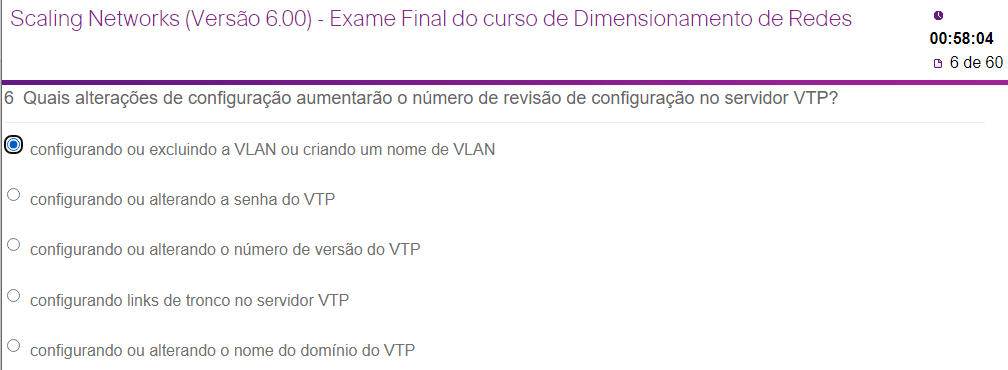 Scaling Networks (Versão 6.00) - Exame Final do curso de Dimensionamento de Redes
00:58:04
6 de 60
6 Quais alterações de configuração aumentarão o número de revisão de configuração no servidor VTP?
configurando ou excluindo a VLAN ou criando um nome de VLAN
configurando ou alterando a senha do VTP
configurando ou alterando o número de versão do VTP
configurando links de tronco no servidor VTP
configurando ou alterando o nome do domínio do VTP